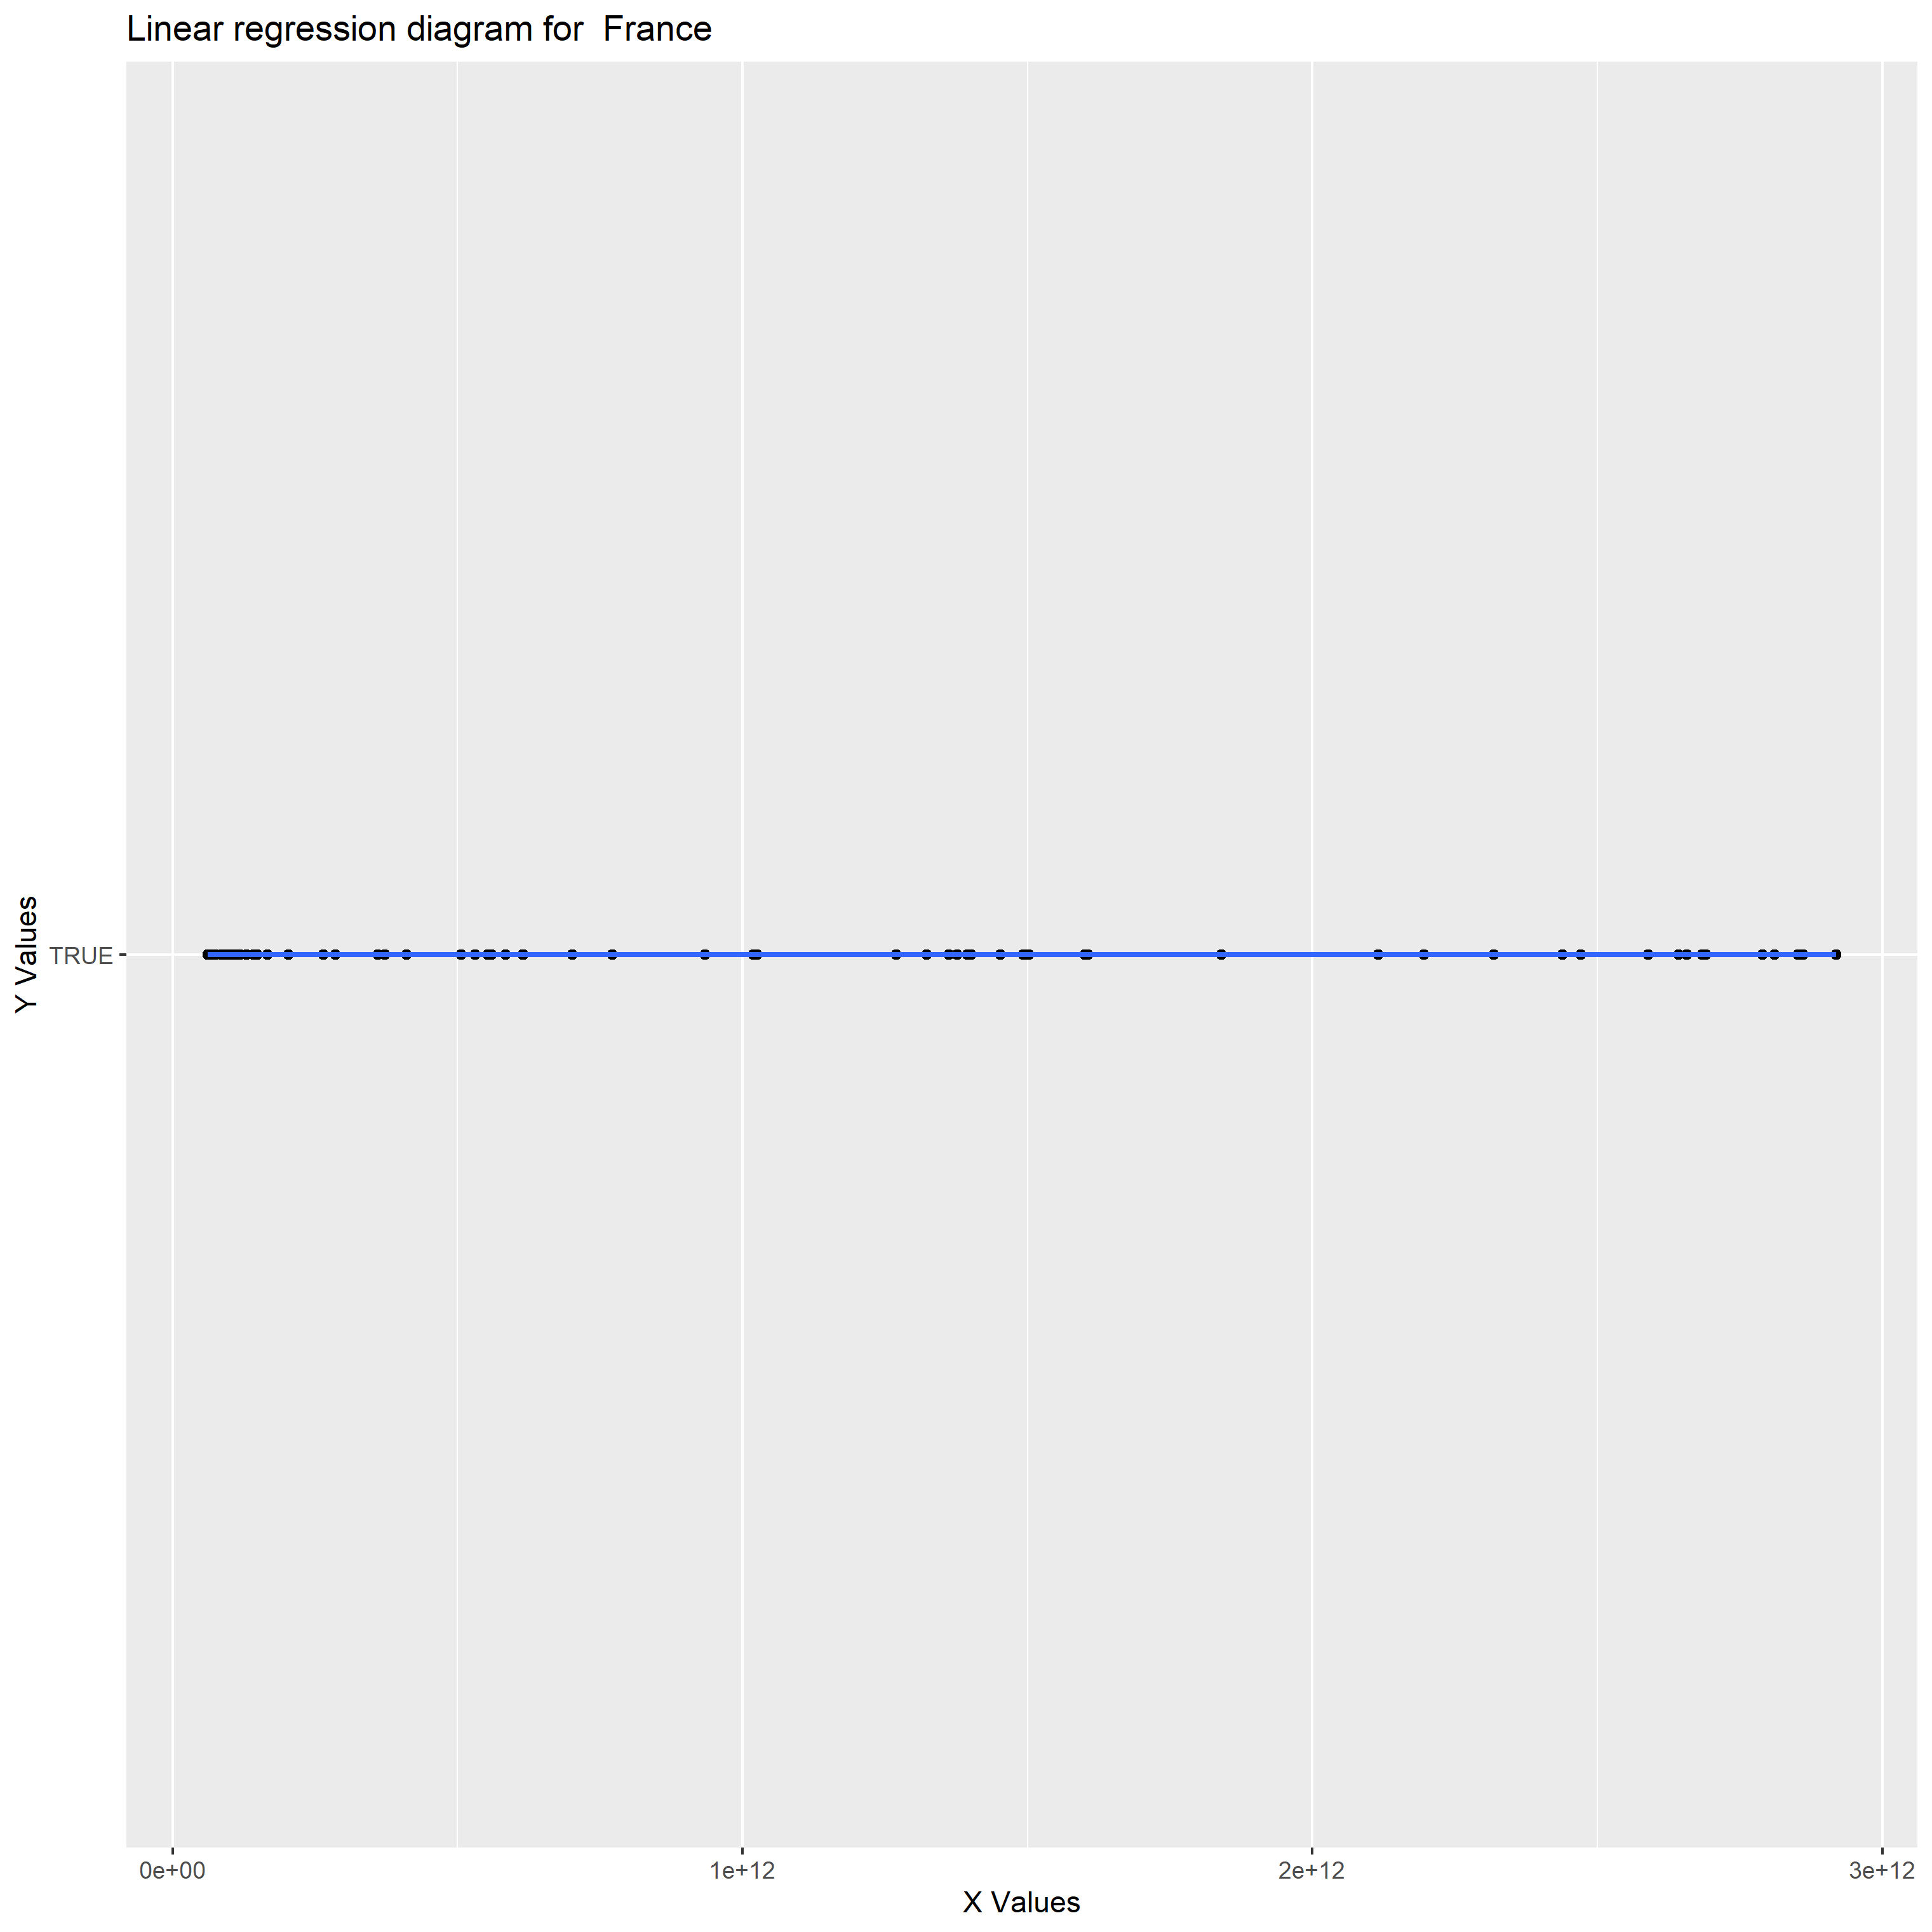 Linear regression diagram for  France
Y Values
TRUE
0e+00 1e+12 2e+12 3e+12
X Values